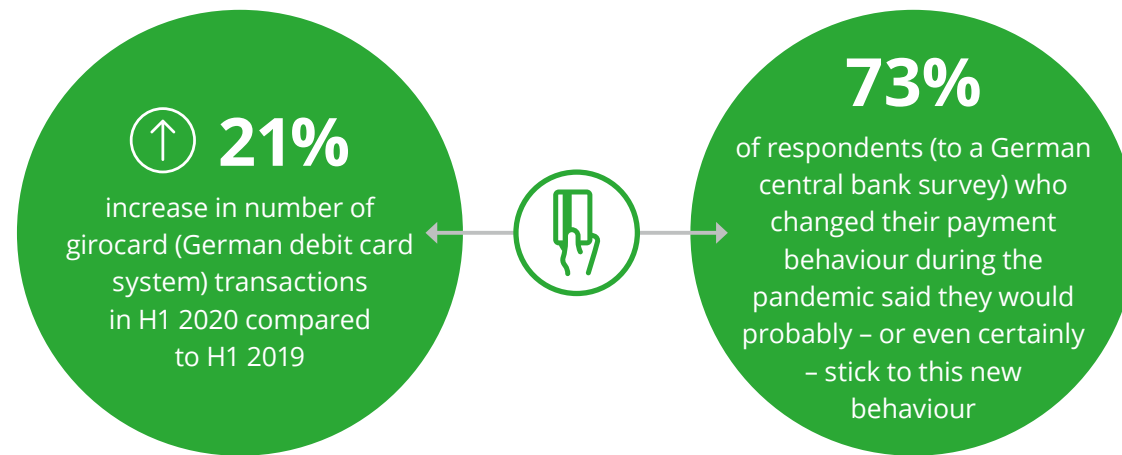 21%
increase in number of
girocard (German debit card
system) transactions
in H1 2020 compared
to H1 2019
73%
of respondents (to a German
central bank survey) who
changed their payment
behaviour during the
pandemic said they would
probably – or even certainly
– stick to this new
behaviour